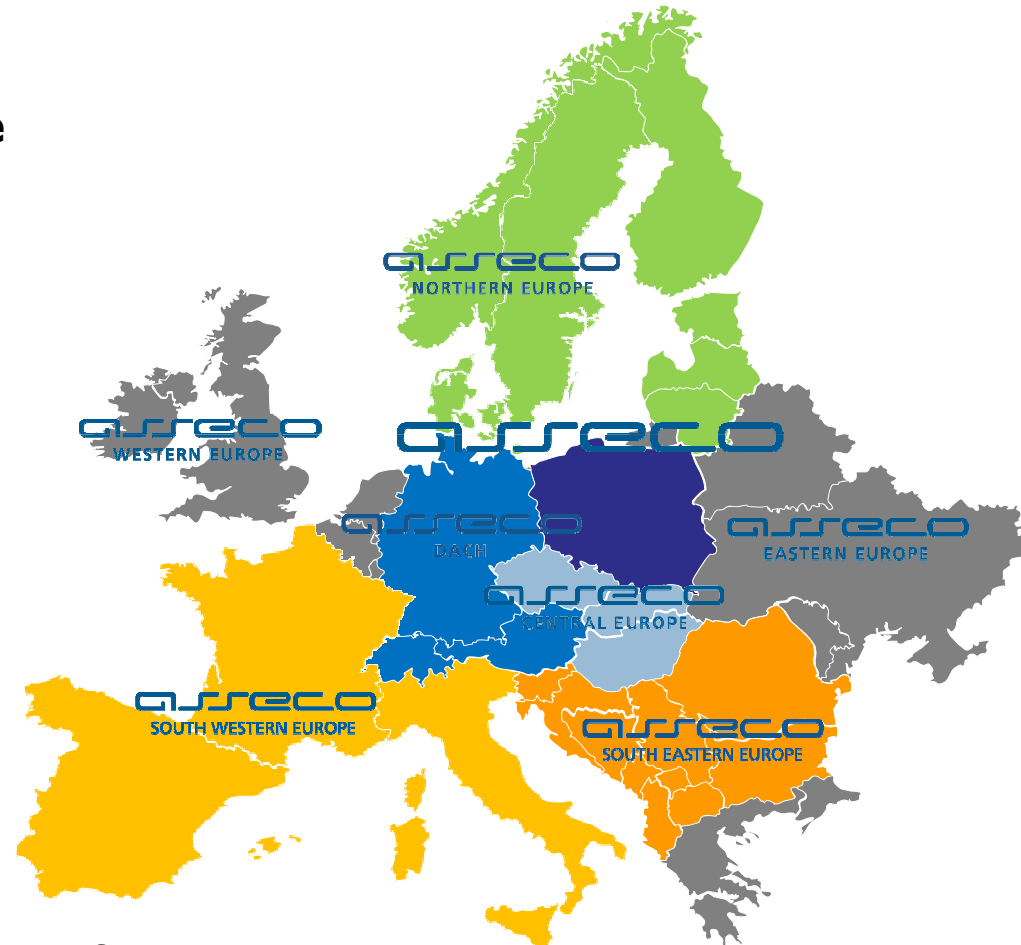 e
asseco
NORTHERN EUROPE
asseco
WESTERN EUROPE
asseco
asseco
DACH
asseco
EASTERN EUROPE
asseco
CENTRAL EUROPE
asseco
SOUTH WESTERN EUROPE
asseco
SOUTH EASTERN EUROPE